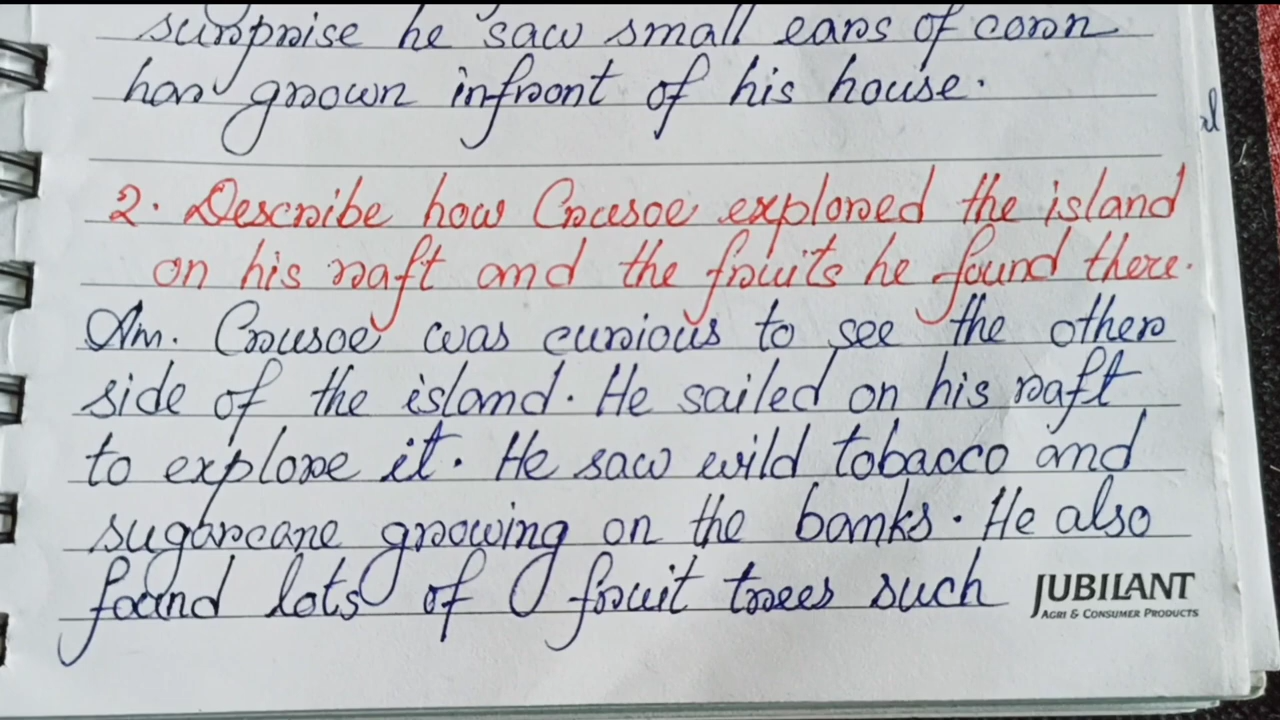 surprise he saw small ears of corn
has grown infront of his house.
2. Describe how Crusoe explored the island
on his raft and the fruits he found there.
Ans. Crousoe was curious to see the other
side of the island. He sailed on his raft
to explore it. He saw wild tobacco and
sugarcane growing on the banks. He also
found lots of fruit trees such
JUBILANT
AGRI & CONSUMER PRODUCTS